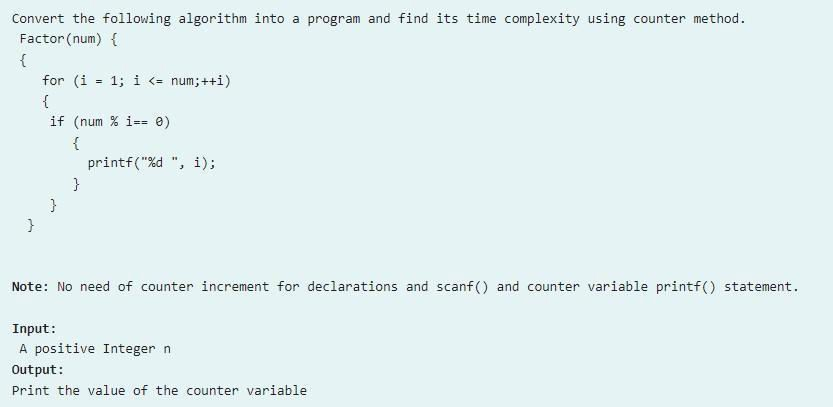 Convert the following algorithm into a program and find its time complexity using counter method.
Factor(num) {
{
for (i = 1; i <= num;++i)
{
if (num % i== 0)
{
printf("%d ", i);
}
}
}
Note: No need of counter increment for declarations and scanf() and counter variable printf() statement.
Input:
A positive Integer n
Output:
Print the value of the counter variable